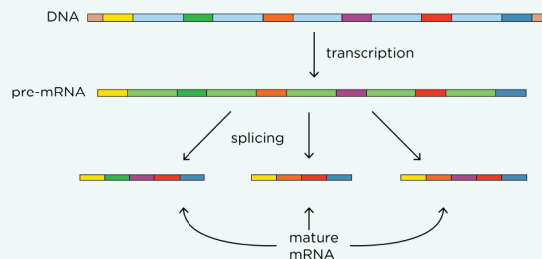 DNA
transcription
pre-mRNA
splicing
mature
mRNA